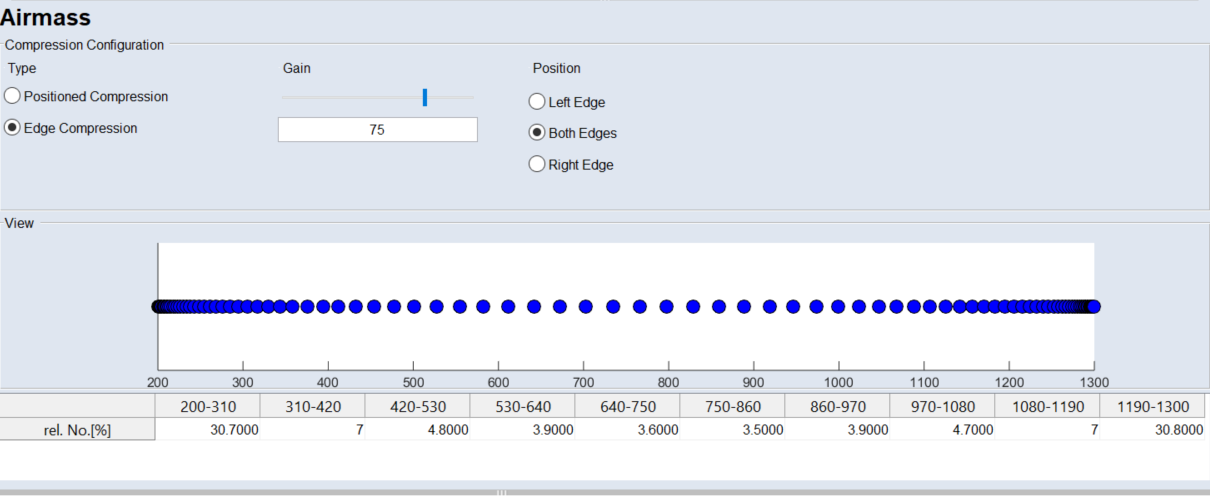 Airmass
Compression Configuration
Type Gain Position
Positioned Compression Left Edge
Edge Compression 75 Both Edges
Right Edge
View
200 300 400 500 600 700 800 900 1000 1100 1200 1300
200-310 310-420 420-530 530-640 640-750 750-860 860-970 970-1080 1080-1190 1190-1300
rel. No.[%] 30.7000 7 4.8000 3.9000 3.6000 3.5000 3.9000 4.7000 7 30.8000